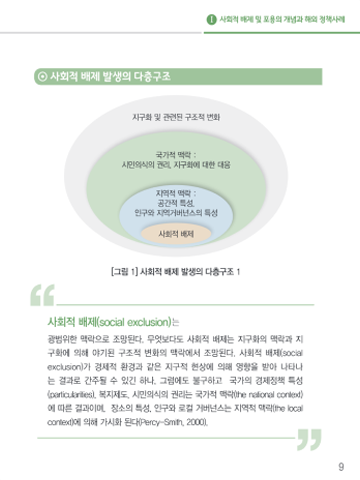 Ⅰ 사회적 배제 및 포용의 개념과 해외 정책사례
사회적 배제 발생의 다층구조
지구화 및 관련된 구조적 변화
국가적 맥락 :
시민의식의 권리, 지구화에 대한 대응
지역적 맥락 :
공간적 특성,
인구와 지역거버넌스의 특성
사회적 배제
[그림 1] 사회적 배제 발생의 다층구조 1
사회적 배제(social exclusion)는
광범위한 맥락으로 조망된다. 무엇보다도 사회적 배제는 지구화의 맥락과 지
구화에 의해 야기된 구조적 변화의 맥락에서 조망된다. 사회적 배제(social
exclusion)가 경제적 환경과 같은 지구적 현상에 의해 영향을 받아 나타나
는 결과로 간주될 수 있긴 하나, 그럼에도 불구하고 국가의 경제정책 특성
(particularities), 복지제도, 시민의식의 권리는 국가적 맥락(the national context)
에 따른 결과이며, 장소의 특성, 인구와 로컬 거버넌스는 지역적 맥락(the local
context)에 의해 가시화 된다(Percy-Smith, 2000).
9